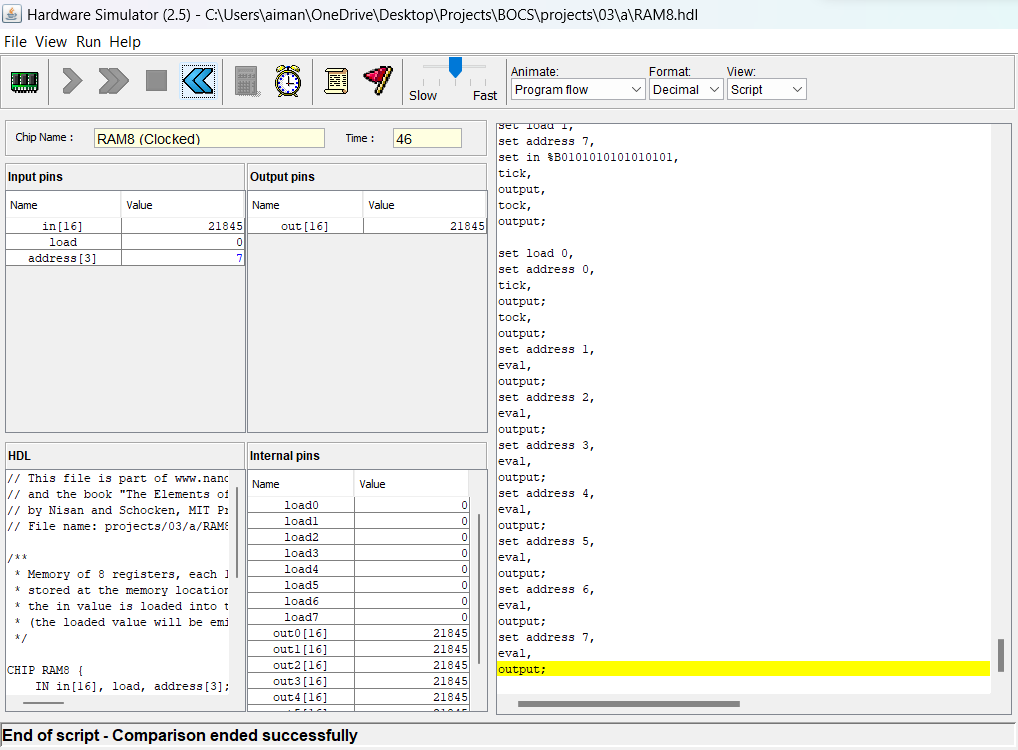 Hardware Simulator (2.5) - C:\Users\aiman\OneDrive\Desktop\Projects\BOCS\projects\03\a\RAM8.hdl
File View Run Help
Slow Fast
Animate:
Program flow
Format:
Decimal
View:
Script
Chip Name : RAM8 (Clocked) Time : 46
Input pins
Name Value
in[16] 21845
load 0
address[3] 7
Output pins
Name Value
out[16] 21845
HDL
// This file is part of www.nand
// and the book "The Elements of
// by Nisan and Schocken, MIT Pr
// File name: projects/03/a/RAM8
/**
* Memory of 8 registers, each 1
* stored at the memory location
* the in value is loaded into t
* (the loaded value will be emi
*/
CHIP RAM8 {
IN in[16], load, address[3];
Internal pins
Name Value
load0 0
load1 0
load2 0
load3 0
load4 0
load5 0
load6 0
load7 0
out0[16] 21845
out1[16] 21845
out2[16] 21845
out3[16] 21845
out4[16] 21845
set load 1,
set address 7,
set in %B0101010101010101,
tick,
output,
tock,
output;
set load 0,
set address 0,
tick,
output;
tock,
output;
set address 1,
eval,
output;
set address 2,
eval,
output;
set address 3,
eval,
output;
set address 4,
eval,
output;
set address 5,
eval,
output;
set address 6,
eval,
output;
set address 7,
eval,
output;
End of script - Comparison ended successfully